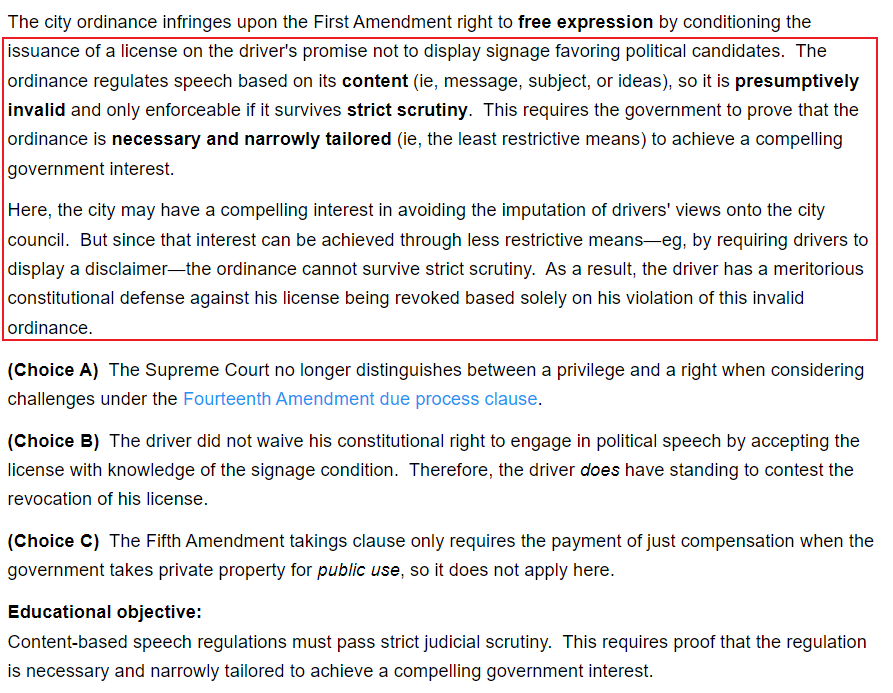 The city ordinance infringes upon the First Amendment right to free expression by conditioning the
issuance of a license on the driver's promise not to display signage favoring political candidates.  The
ordinance regulates speech based on its content (ie, message, subject, or ideas), so it is presumptively
invalid and only enforceable if it survives strict scrutiny.  This requires the government to prove that the
ordinance is necessary and narrowly tailored (ie, the least restrictive means) to achieve a compelling
government interest.
Here, the city may have a compelling interest in avoiding the imputation of drivers' views onto the city
council.  But since that interest can be achieved through less restrictive means—eg, by requiring drivers to
display a disclaimer—the ordinance cannot survive strict scrutiny.  As a result, the driver has a meritorious
constitutional defense against his license being revoked based solely on his violation of this invalid
ordinance.
(Choice A)  The Supreme Court no longer distinguishes between a privilege and a right when considering
challenges under the Fourteenth Amendment due process clause.
(Choice B)  The driver did not waive his constitutional right to engage in political speech by accepting the
license with knowledge of the signage condition.  Therefore, the driver does have standing to contest the
revocation of his license.
(Choice C)  The Fifth Amendment takings clause only requires the payment of just compensation when the
government takes private property for public use, so it does not apply here.
Educational objective:
Content-based speech regulations must pass strict judicial scrutiny.  This requires proof that the regulation
is necessary and narrowly tailored to achieve a compelling government interest.